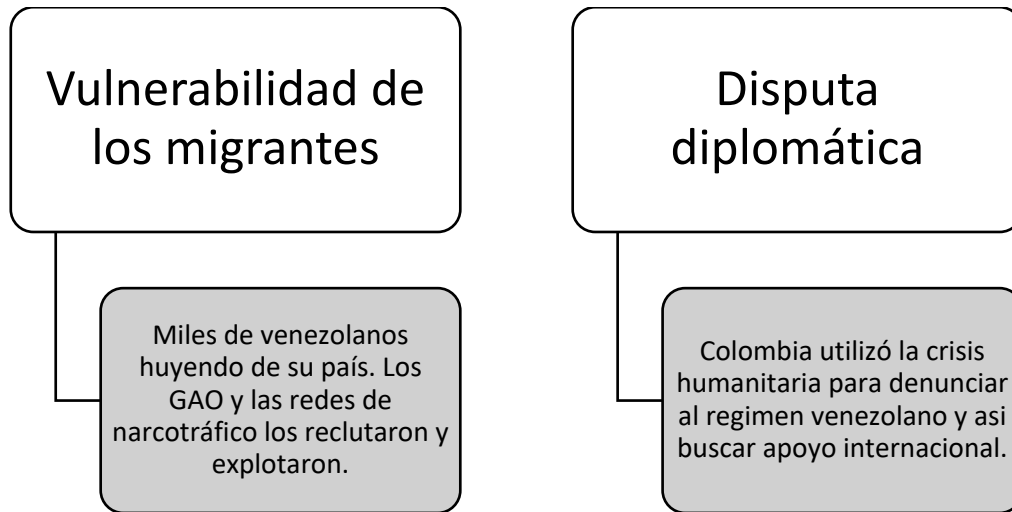 Vulnerabilidad de
los migrantes
Miles de venezolanos
huyendo de su país. Los
GAO y las redes de
narcotráfico los reclutaron y
explotaron.
Disputa
diplomática
Colombia utilizó la crisis
humanitaria para denunciar
al regimen venezolano y asi
buscar apoyo internacional.